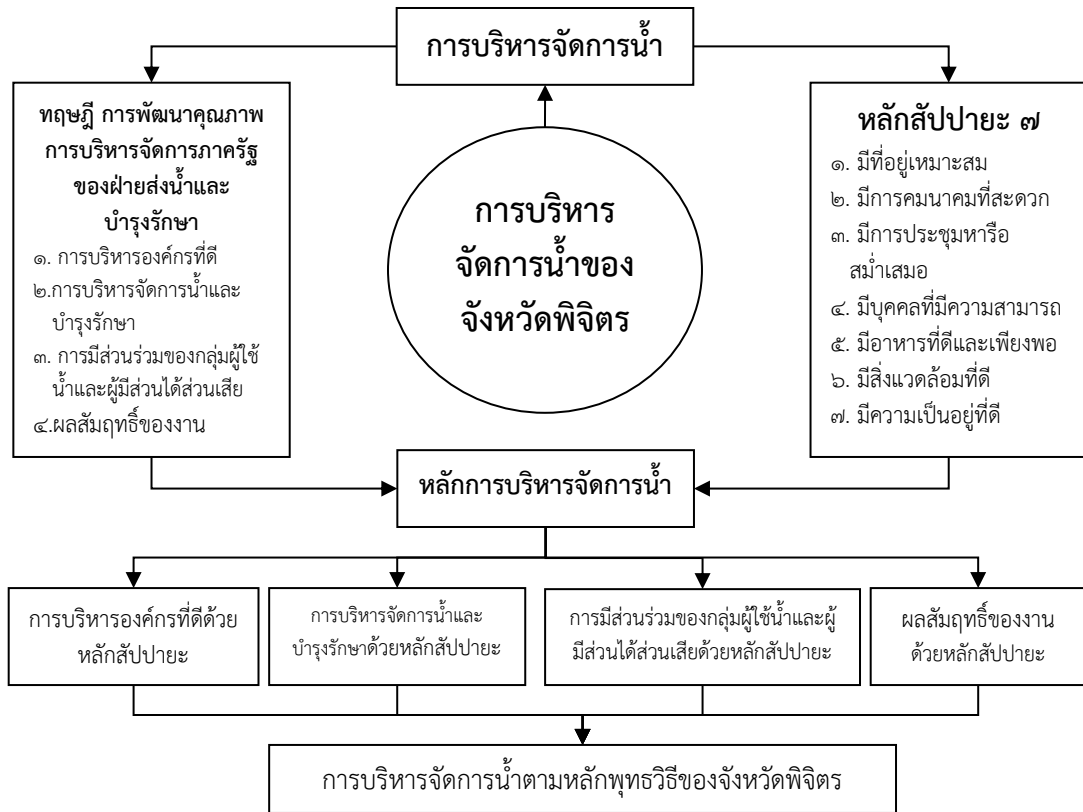 การบริหารจัดการน้ำ
ทฤษฎี การพัฒนาคุณภาพ
การบริหารจัดการภาครัฐ
ของฝ่ายส่งน้ำและ
บำรุงรักษา
๑. การบริหารองค์กรที่ดี
๒.การบริหารจัดการน้ำและ
บำรุงรักษา
๓. การมีส่วนร่วมของกลุ่มผู้ใช้
น้ำและผู้มีส่วนได้ส่วนเสีย
๔.ผลสัมฤทธิ์ของงาน
การบริหาร
จัดการน้ำของ
จังหวัดพิจิตร
หลักสัปปายะ ๗
๑. มีที่อยู่เหมาะสม
๒. มีการคมนาคมที่สะดวก
๓. มีการประชุมหารือ
สม่ำเสมอ
๔. มีบุคคลที่มีความสามารถ
๕. มีอาหารที่ดีและเพียงพอ
๖. มีสิ่งแวดล้อมที่ดี
๗. มีความเป็นอยู่ที่ดี
หลักการบริหารจัดการน้ำ
การบริหารองค์กรที่ดีด้วย
หลักสัปปายะ
การบริหารจัดการน้ำและ
บำรุงรักษาด้วยหลักสัปปายะ
การมีส่วนร่วมของกลุ่มผู้ใช้น้ำและผู้
มีส่วนได้ส่วนเสียด้วยหลักสัปปายะ
ผลสัมฤทธิ์ของงาน
ด้วยหลักสัปปายะ
การบริหารจัดการน้ำตามหลักพุทธวิธีของจังหวัดพิจิตร